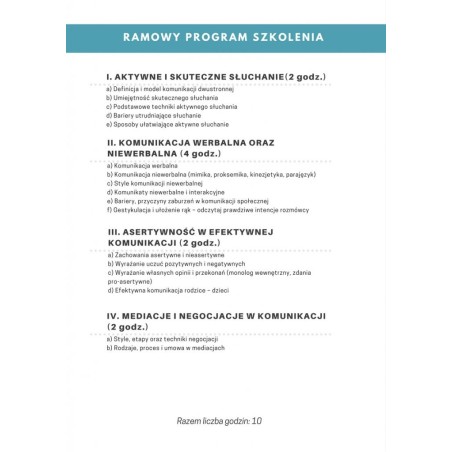 RAMOWY PROGRAM SZKOLENIA
I. AKTYWNE I SKUTECZNE SŁUCHANIE(2 godz.)
a) Definicja i model komunikacji dwustronnej
b) Umiejętność skutecznego słuchania
c) Podstawowe techniki aktywnego słuchania
d) Bariery utrudniające słuchanie
e) Sposoby ułatwiające aktywne słuchanie
II. KOMUNIKACJA WERBALNA ORAZ
NIEWERBALNA (4 godz.)
a) Komunikacja werbalna
b) Komunikacja niewerbalna (mimika, proksemika, kinezjetyka, parajęzyk)
c) Style komunikacji niewerbalnej
d) Komunikaty niewerbalne i interakcyjne
e) Bariery, przyczyny zaburzeń w komunikacji społecznej
f) Gestykulacja i ułożenie rąk – odczytaj prawdziwe intencje rozmówcy
III. ASERTYWNOŚĆ W EFEKTYWNEJ
KOMUNIKACJI (2 godz.)
a) Zachowania asertywne i nieasertywne
b) Wyrażanie uczuć pozytywnych i negatywnych
c) Wyrażanie własnych opinii i przekonań (monolog wewnętrzny, zdania
pro-asertywne)
d) Efektywna komunikacja rodzice – dzieci
IV. MEDIACJE I NEGOCJACJE W KOMUNIKACJI
(2 godz.)
a) Style, etapy oraz techniki negocjacji
b) Rodzaje, proces i umowa w mediacjach
Razem liczba godzin: 10